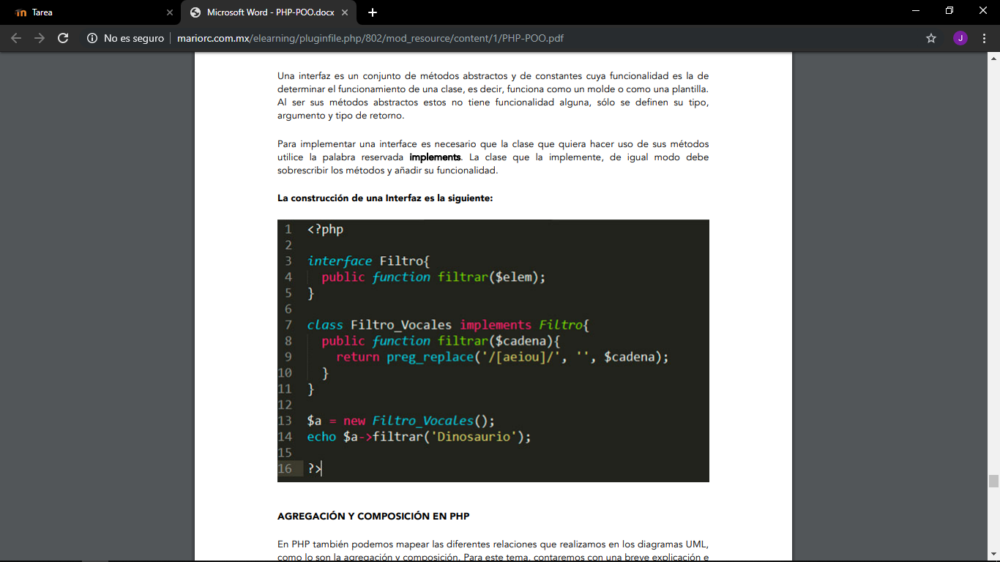 Tarea
Microsoft Word - PHP-POO.docx
No es seguro
mariorc.com.mx/elearning/pluginfile.php/802/mod_resource/content/1/PHP-POO.pdf
J
Una interfaz es un conjunto de métodos abstractos y de constantes cuya funcionalidad es la de
determinar el funcionamiento de una clase, es decir, funciona como un molde o como una plantilla.
Al ser sus métodos abstractos estos no tiene funcionalidad alguna, sólo se definen su tipo,
argumento y tipo de retorno.
Para implementar una interface es necesario que la clase que quiera hacer uso de sus métodos
utilice la palabra reservada implements. La clase que la implemente, de igual modo debe
sobrescribir los métodos y añadir su funcionalidad.
La construcción de una Interfaz es la siguiente:
1 <?php
2
3 interface Filtro{
4 public function filtrar($elem);
5 }
6
7 class Filtro_Vocales implements Filtro{
8 public function filtrar($cadena){
9 return preg_replace('/[aeiou]/', '', $cadena);
10 }
11 }
12
13 $a = new Filtro_Vocales();
14 echo $a->filtrar('Dinosaurio');
15
16 ?>
AGREGACIÓN Y COMPOSICIÓN EN PHP
En PHP también podemos mapear las diferentes relaciones que realizamos en los diagramas UML,
como lo son la agregación y composición. Para este tema, contaremos con una breve explicación e